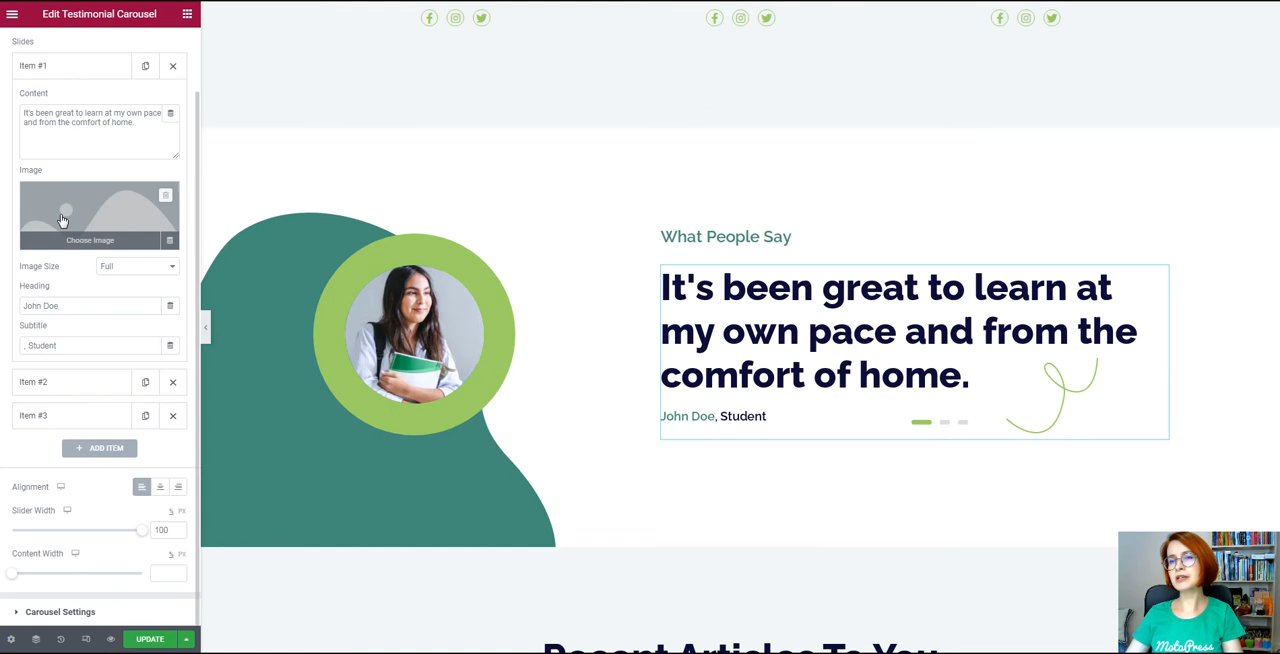 Edit Testimonial Carousel
Slides
Item #1
Content
It's been great to learn at my own pace
and from the comfort of home.
Image
Choose Image
Image Size
Full
Heading
John Doe
Subtitle
, Student
Item #2
Item #3
+ ADD ITEM
Alignment
Slider Width
% PX
100
Content Width
% PX
Carousel Settings
UPDATE
What People Say
It's been great to learn at
my own pace and from the
comfort of home.
John Doe, Student
Recent Articles To You
MotoPress